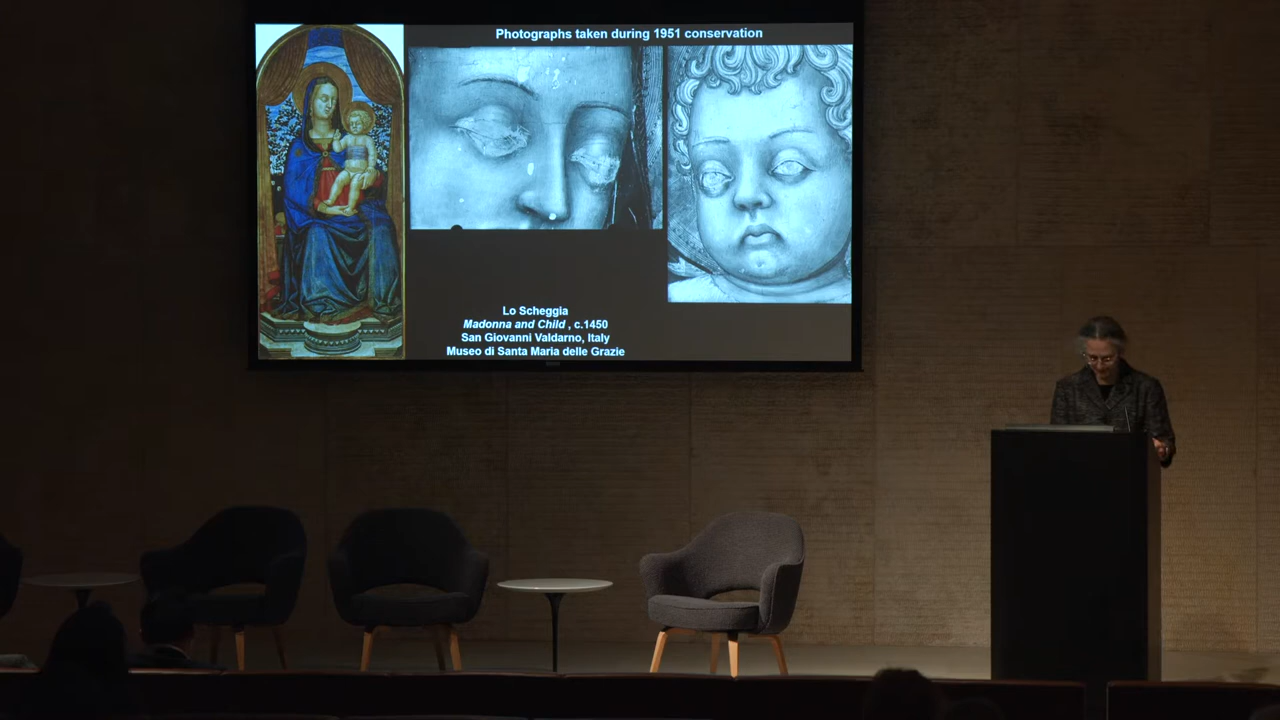 Photographs taken during 1951 conservation
Lo Scheggia
Madonna and Child , c.1450
San Giovanni Valdarno, Italy
Museo di Santa Maria delle Grazie